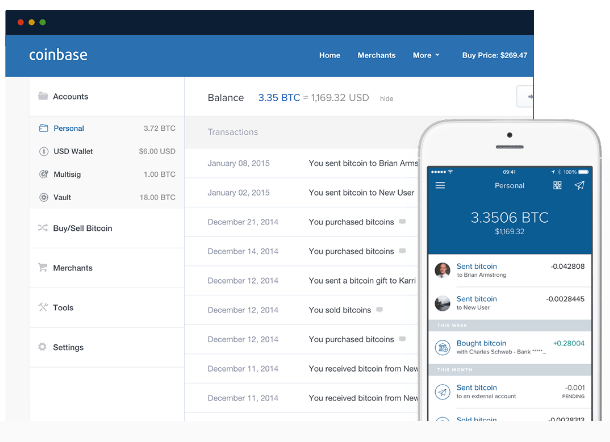 coinbase
Home Merchants More Buy Price: $269.47
Accounts
Personal 3.72 BTC
USD Wallet $6.00 USD
Multisig 1.00 BTC
Vault 18.00 BTC
Buy/Sell Bitcoin
Merchants
Tools
Settings
Balance 3.35 BTC = 1,169.32 USD hide
Transactions
January 08, 2015 You sent bitcoin to Brian Arms
January 02, 2015 You sent bitcoin to New User
December 21, 2014 You purchased bitcoins
December 14, 2014 You purchased bitcoins
December 12, 2014 You sent a bitcoin gift to Karri
December 12, 2014 You sold bitcoins
December 12, 2014 You purchased bitcoins
December 11, 2014 You received bitcoin from New
December 11, 2014 You received bitcoin from New
09:41 100%
Personal
3.3506 BTC
$1,169.32
Sent bitcoin -0.042808
to Brian Armstrong
Sent bitcoin -0.0028445
to New User
THIS WEEK
Bought bitcoin +0.28004
with Charles Schwab - Bank *****...
THIS MONTH
Sent bitcoin -0.001
to an external account PENDING
Sold bitcoin -0.0028313